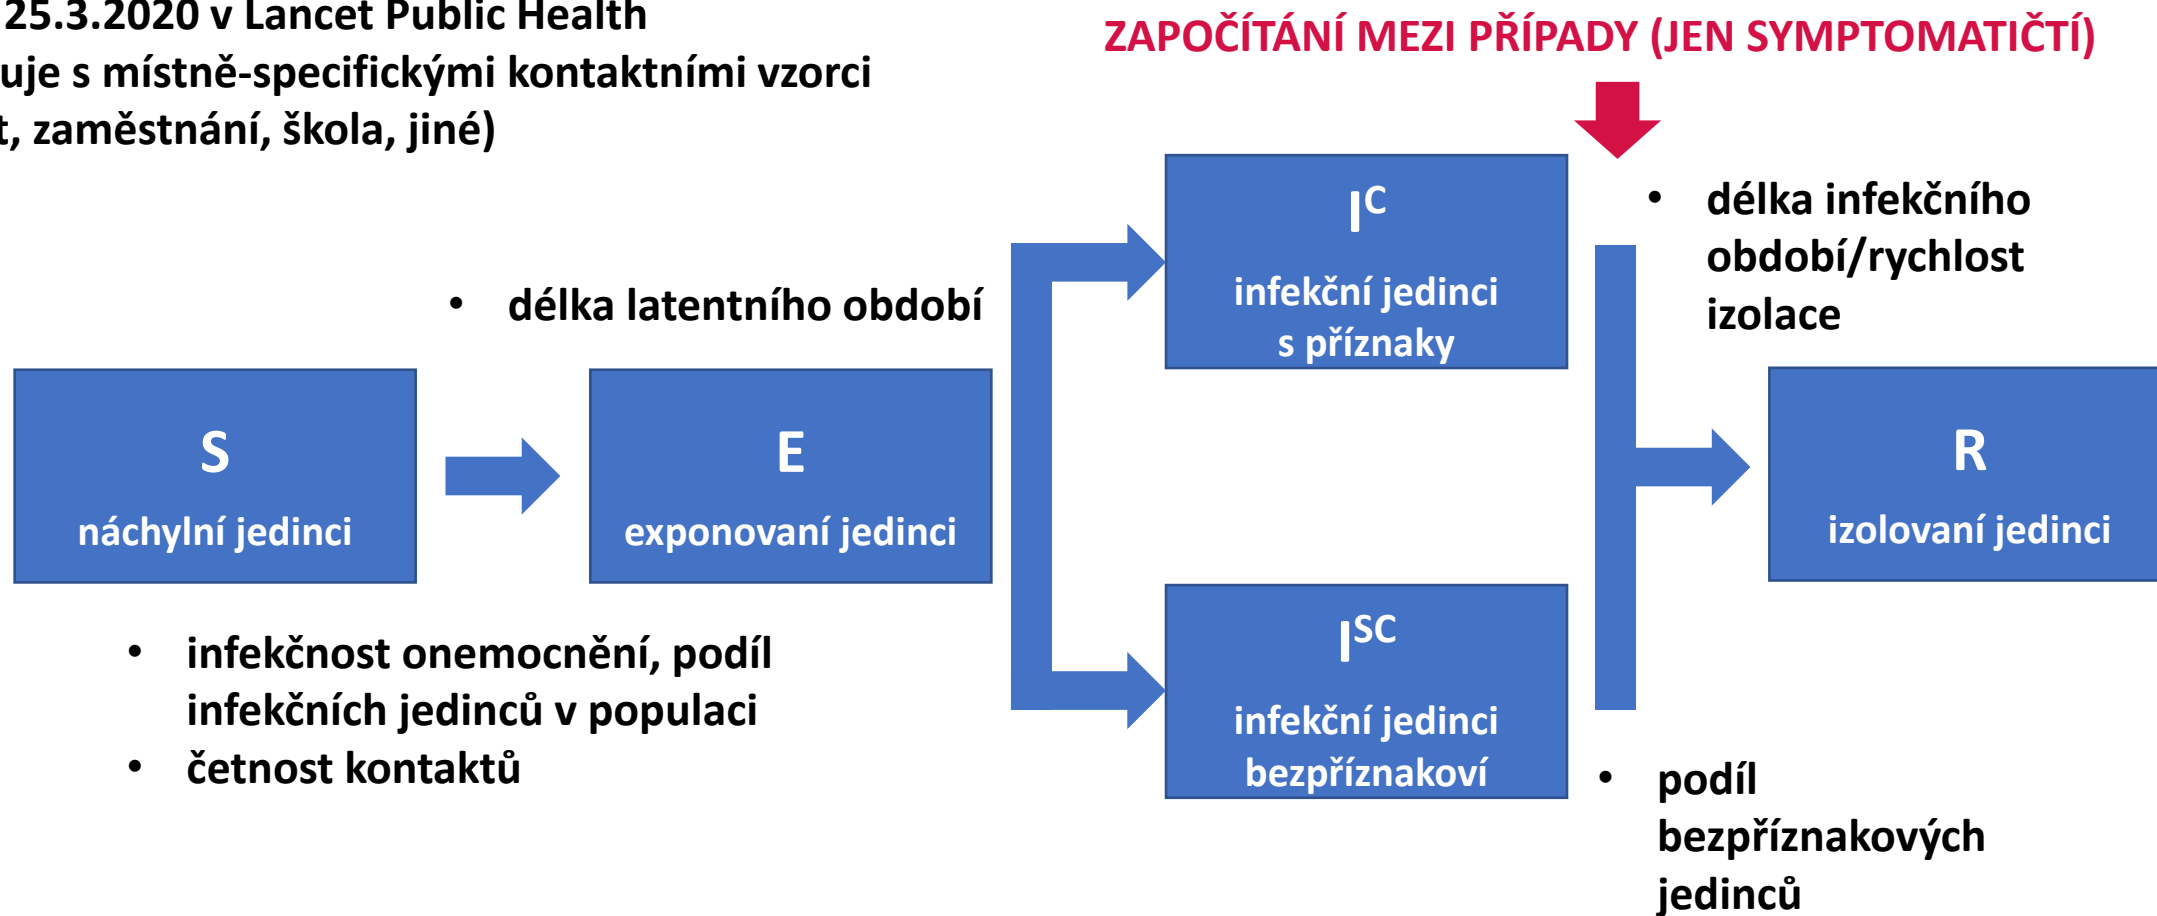 25.3.2020 v Lancet Public Health
uje s místně-specifickými kontaktními vzorci
t, zaměstnání, škola, jiné)
ZAPOČÍTÁNÍ MEZI PŘÍPADY (JEN SYMPTOMATIČTÍ)
• délka latentního období
I^C
infekční jedinci
s příznaky
• délka infekčního
období/rychlost
izolace
S
náchylní jedinci
E
exponovaní jedinci
R
izolovaní jedinci
I^SC
infekční jedinci
bezpříznakoví
• infekčnost onemocnění, podíl
infekčních jedinců v populaci
• četnost kontaktů
• podíl
bezpříznakových
jedinců